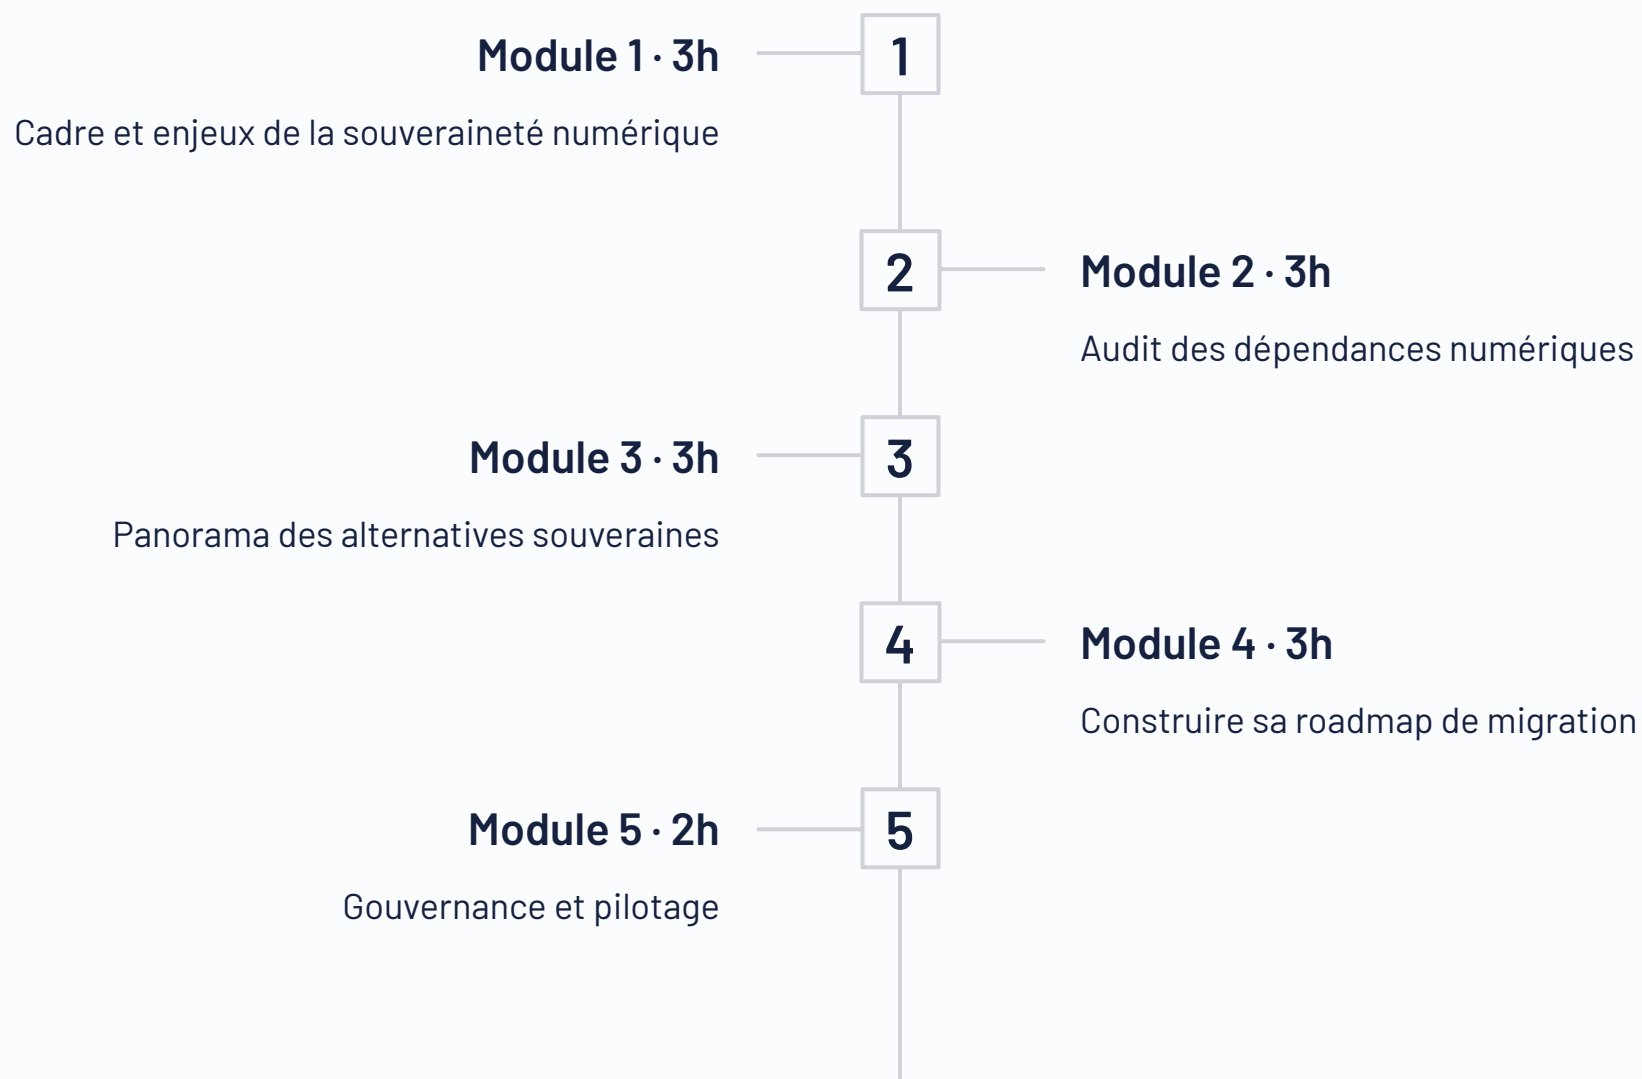 Module 1 · 3h
1
Cadre et enjeux de la souveraineté numérique
2
Module 2 · 3h
Audit des dépendances numériques
Module 3 · 3h
3
Panorama des alternatives souveraines
4
Module 4 · 3h
Construire sa roadmap de migration
Module 5 · 2h
5
Gouvernance et pilotage